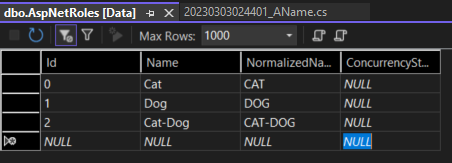 dbo.AspNetRoles [Data] 20230303024401_AName.cs
Max Rows: 1000
Id Name NormalizedNa... ConcurrencySt...
0 Cat CAT NULL
1 Dog DOG NULL
2 Cat-Dog CAT-DOG NULL
NULL NULL NULL NULL